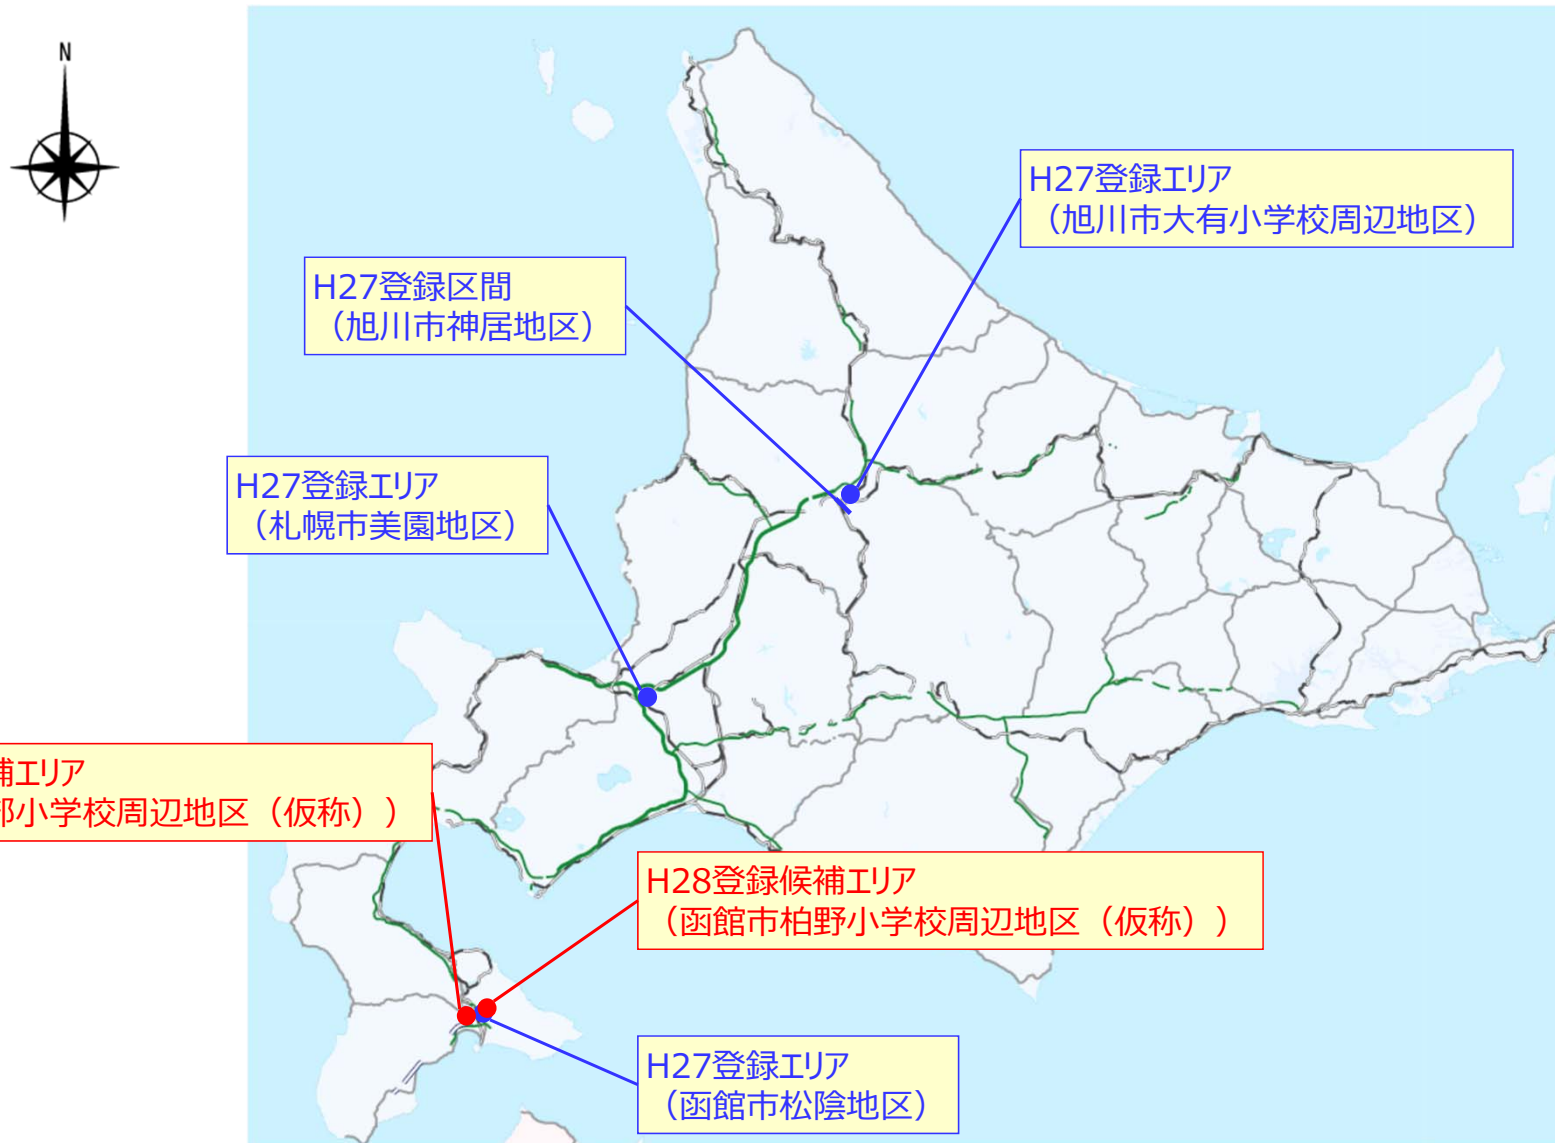 N
H27登録エリア
（旭川市大有小学校周辺地区）
H27登録区間
（旭川市神居地区）
H27登録エリア
（札幌市美園地区）
補エリア
小学校周辺地区（仮称））
H28登録候補エリア
（函館市柏野小学校周辺地区（仮称））
H27登録エリア
（函館市松陰地区）